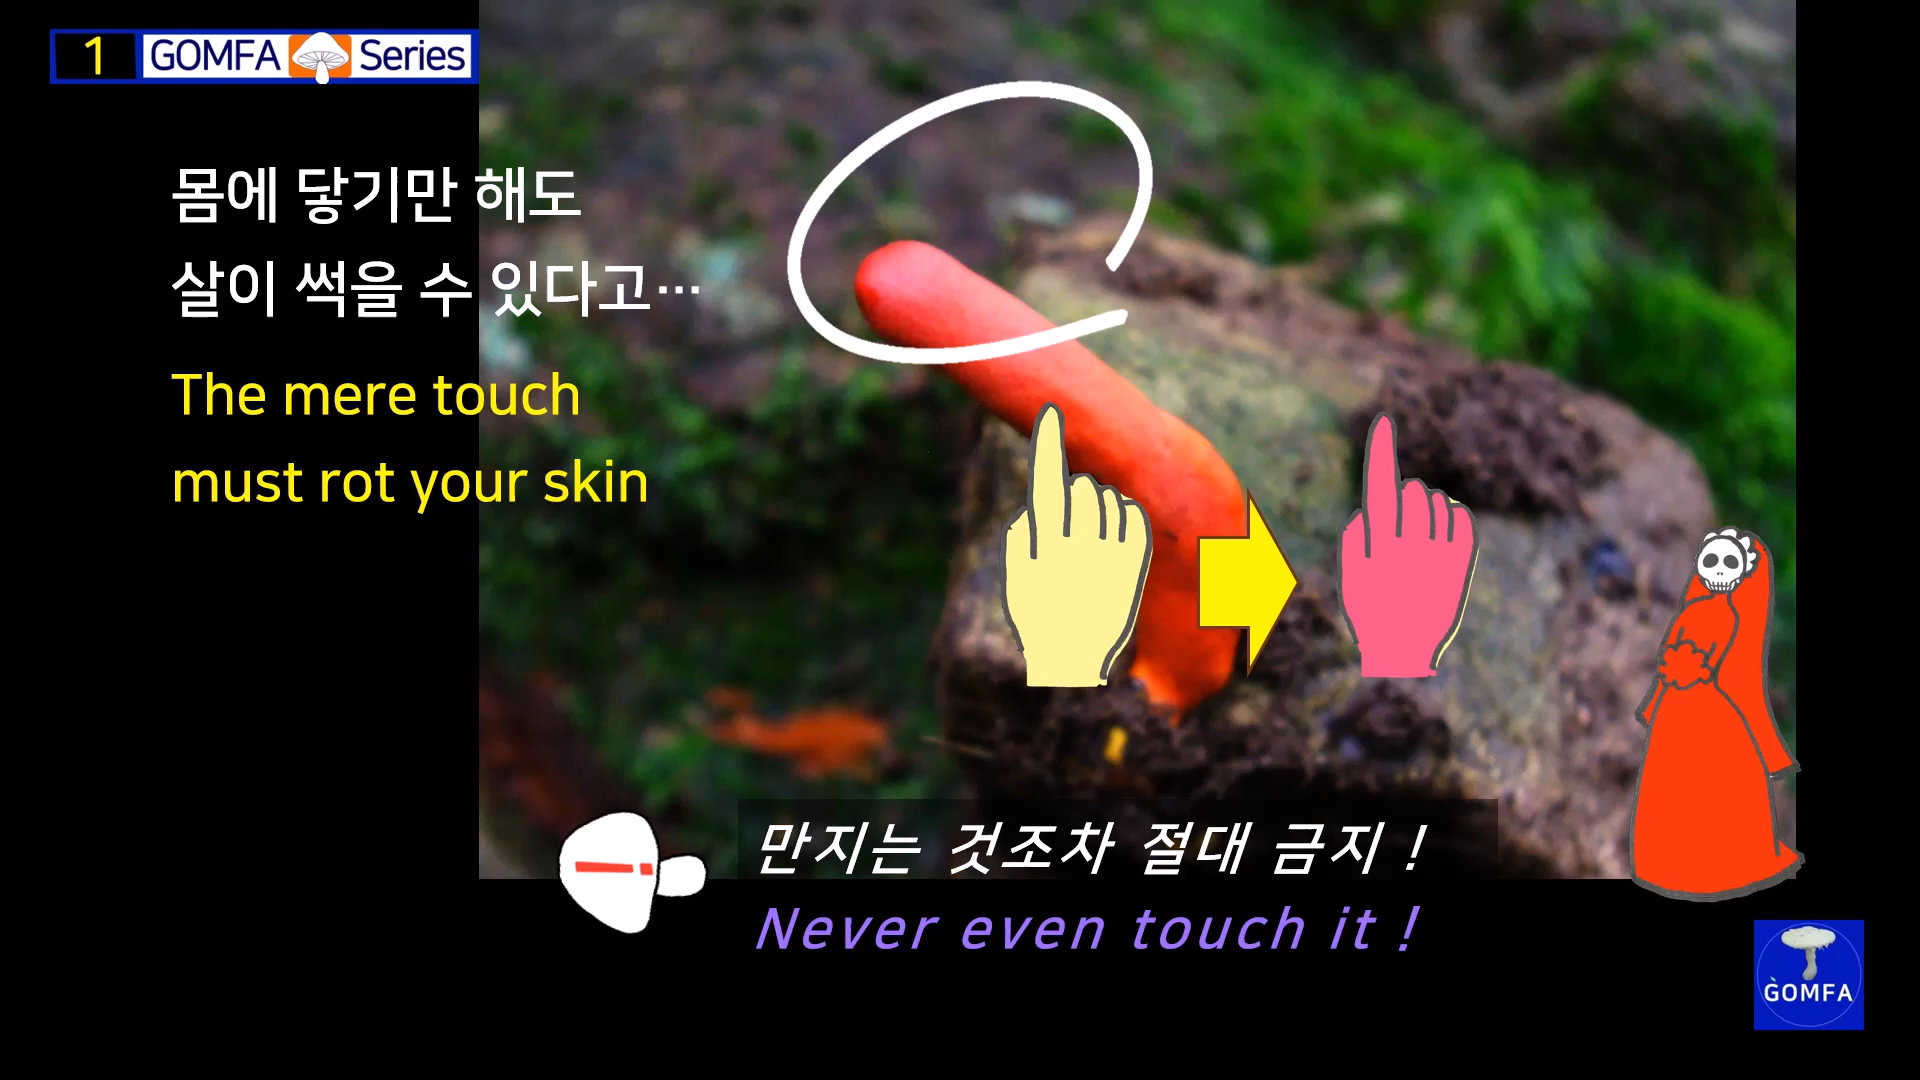 1 GOMFA Series
몸에 닿기만 해도
살이 썩을 수 있다고…
The mere touch
must rot your skin
만지는 것조차 절대 금지 !
Never even touch it !
GOMFA